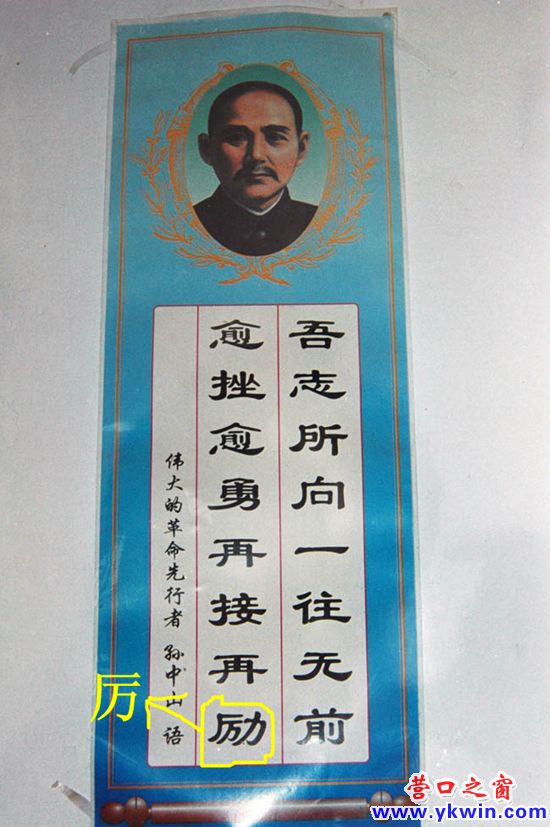 吾志所向一往无前
愈挫愈勇再接再励
伟大的革命先行者 孙中山 语
厉
营口之窗
www.ykwin.com